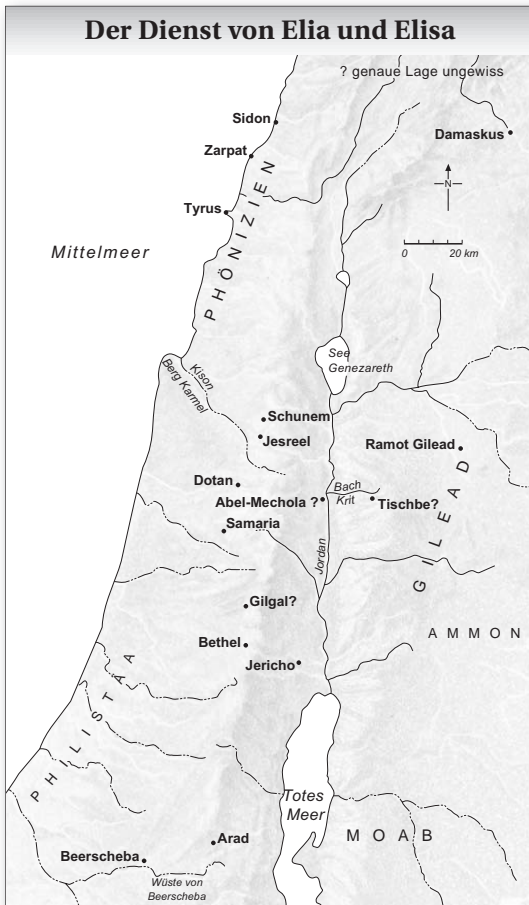 Der Dienst von Elia und Elisa
? genaue Lage ungewiss
Sidon
Damaskus
Zarpat
N
Tyrus
PHÖNIZIEN
Mittelmeer
0 20 km
See
Genezareth
Kison
Berg Karmel
Schunem
Jesreel
Ramot Gilead
Dotan
Bach
Krit
Abel-Mechola ?
Tischbe?
Samaria
Jordan
GILEAD
Gilgal?
AMMON
Bethel
Jericho
PHILISTÄA
Totes
Meer
MOAB
Arad
Beerscheba
Wüste von
Beerscheba